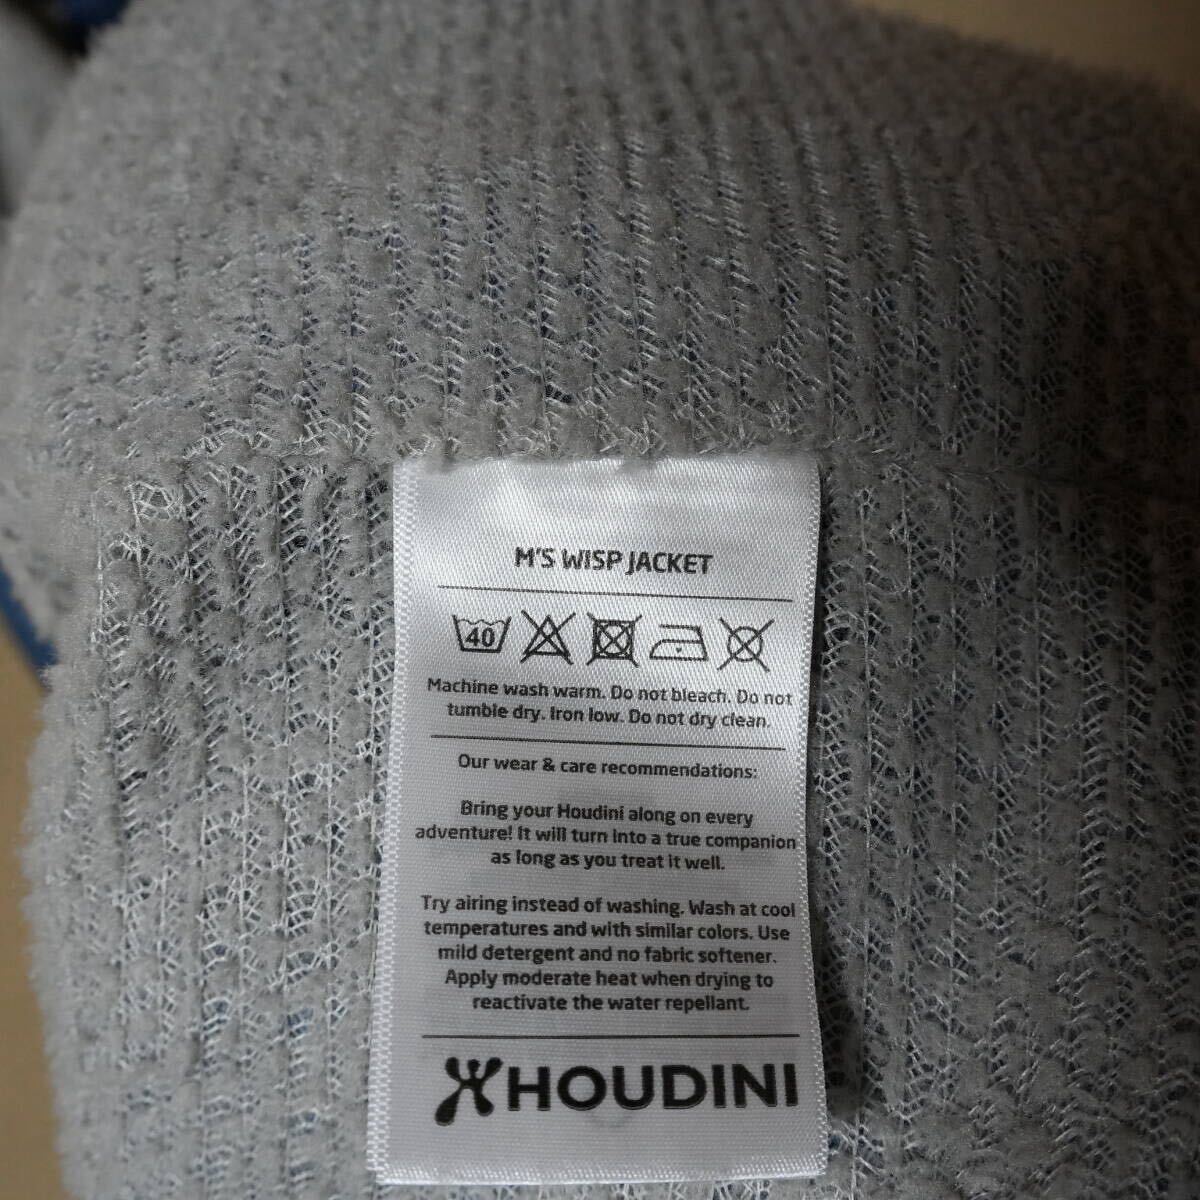 M'S WISP JACKET
40
Machine wash warm. Do not bleach. Do not
tumble dry. Iron low. Do not dry clean.
Our wear & care recommendations:
Bring your Houdini along on every
adventure! It will turn into a true companion
as long as you treat it well.
Try airing instead of washing. Wash at cool
temperatures and with similar colors. Use
mild detergent and no fabric softener.
Apply moderate heat when drying to
reactivate the water repellant.
HOUDINI